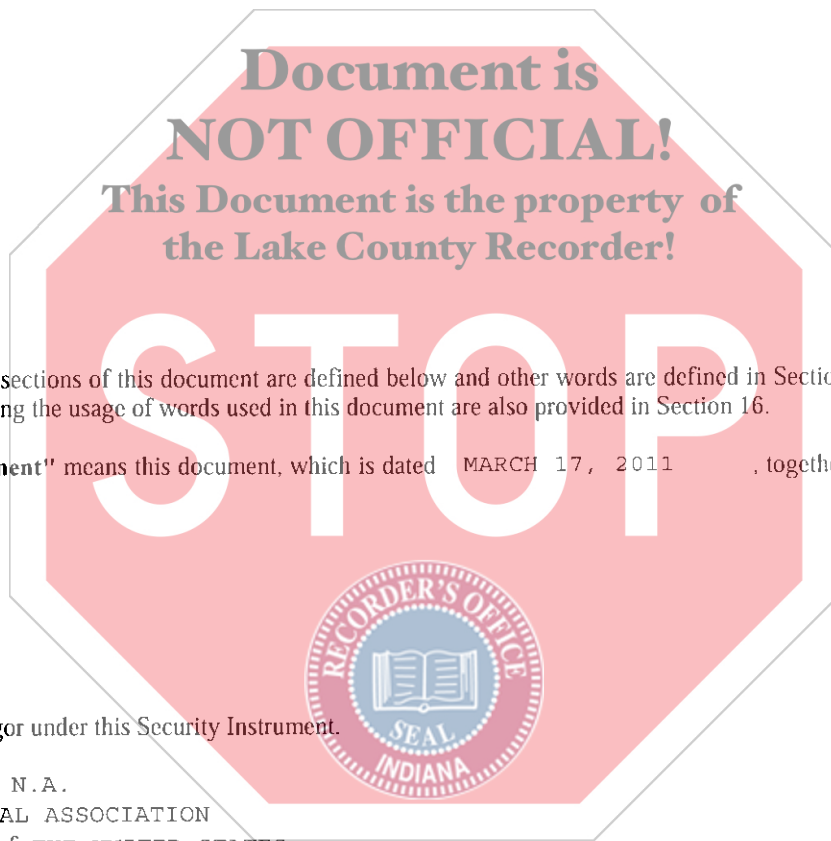 Document is
NOT OFFICIAL!
This Document is the property of
the Lake County Recorder!
STOP
sections of this document are defined below and other words are defined in Sectio
ng the usage of words used in this document are also provided in Section 16.
nent" means this document, which is dated MARCH 17, 2011 , togeth
RECORDER'S OFFICE
SEAL
INDIANA
gor under this Security Instrument.
N.A.
AL ASSOCIATION